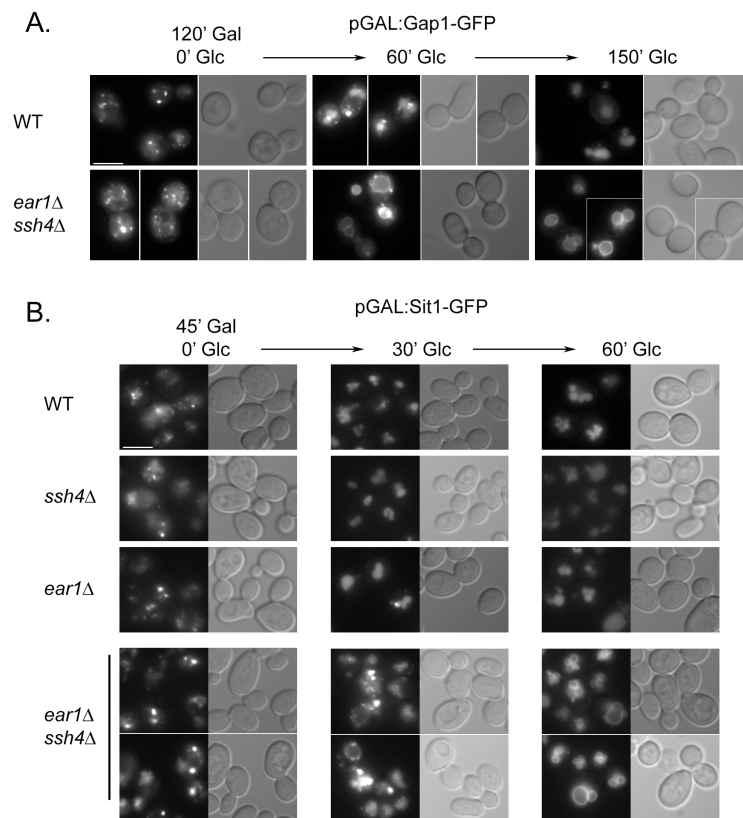 A.
pGAL:Gap1-GFP
120’ Gal
0’ Glc
60’ Glc
150’ Glc
WT
ear1Δ
ssh4Δ
B.
pGAL:Sit1-GFP
45’ Gal
0’ Glc
30’ Glc
60’ Glc
WT
ssh4Δ
ear1Δ
ear1Δ
ssh4Δ